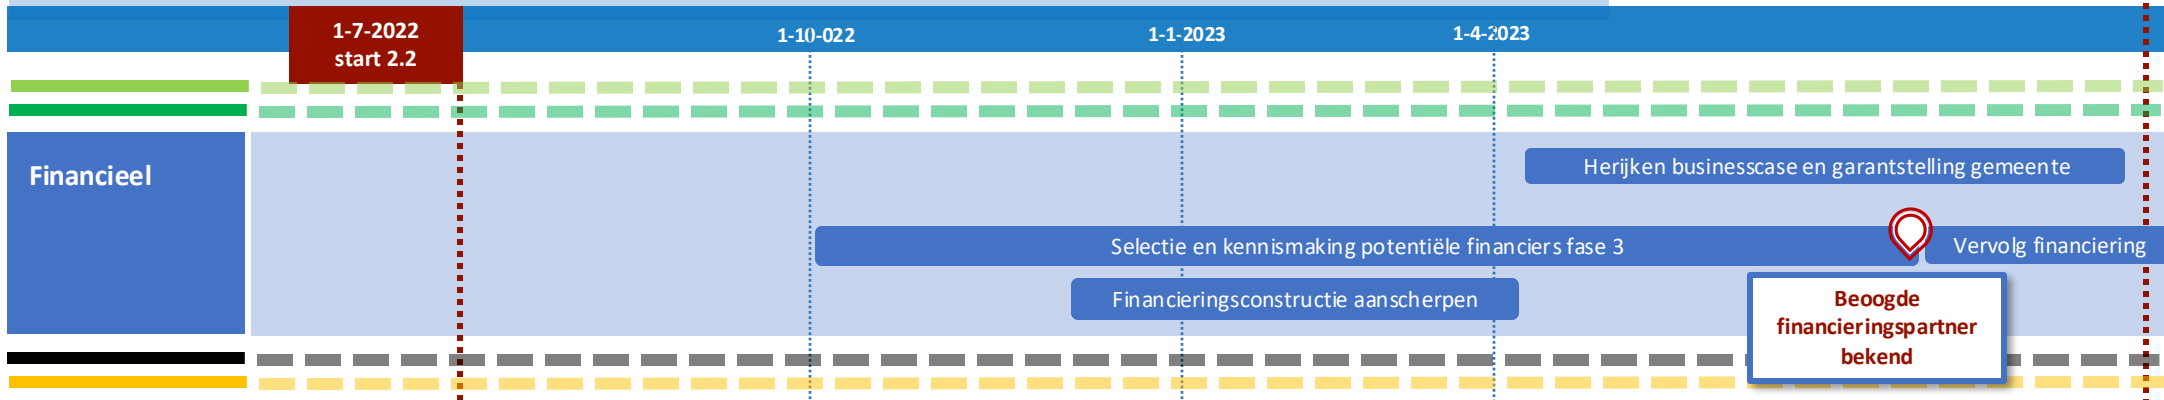 1-7-2022
start 2.2
1-10-022
1-1-2023
1-4-2023
Financieel
Herijken businesscase en garantstelling gemeente
Selectie en kennismaking potentiële financiers fase 3
Vervolg financiering
Financieringsconstructie aanscherpen
Beoogde
financieringspartner
bekend